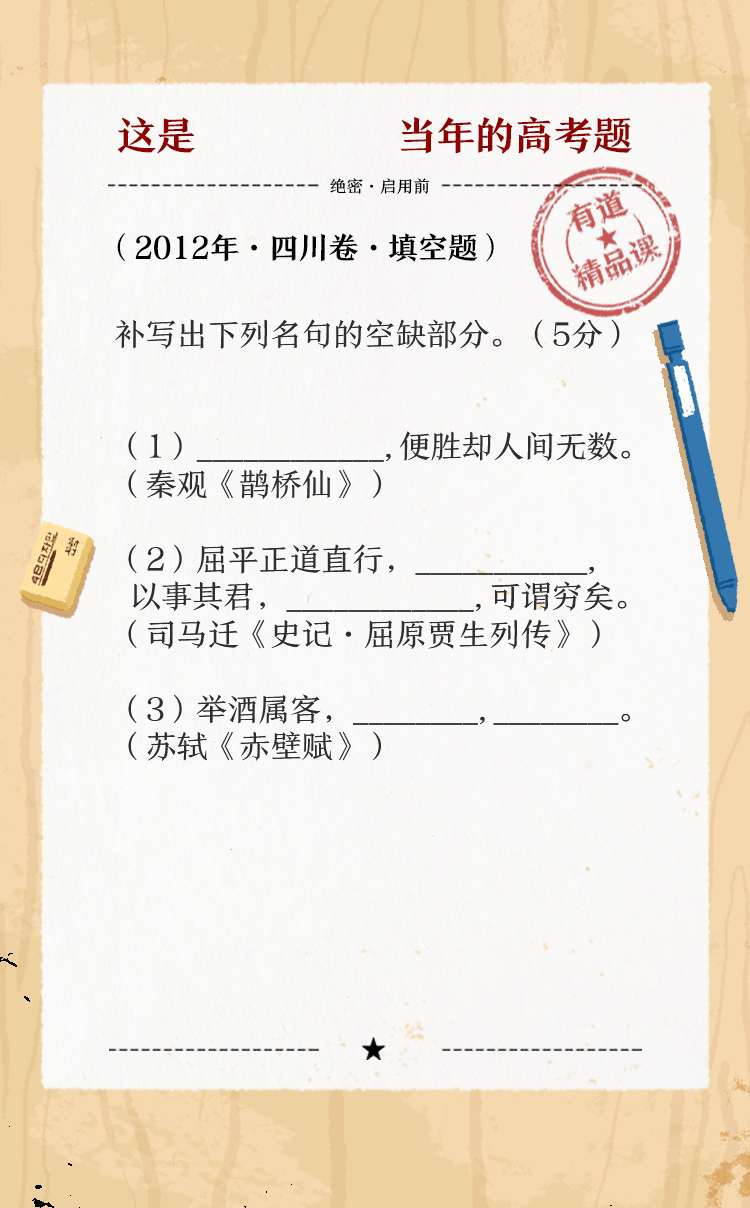 这是 当年的高考题
绝密·启用前
有道
精品课
（2012年·四川卷·填空题）
补写出下列名句的空缺部分。（5分）
（1）____________,便胜却人间无数。
（秦观《鹊桥仙》）
（2）屈平正道直行，___________,
以事其君，____________,可谓穷矣。
（司马迁《史记·屈原贾生列传》）
（3）举酒属客，________,________。
（苏轼《赤壁赋》）